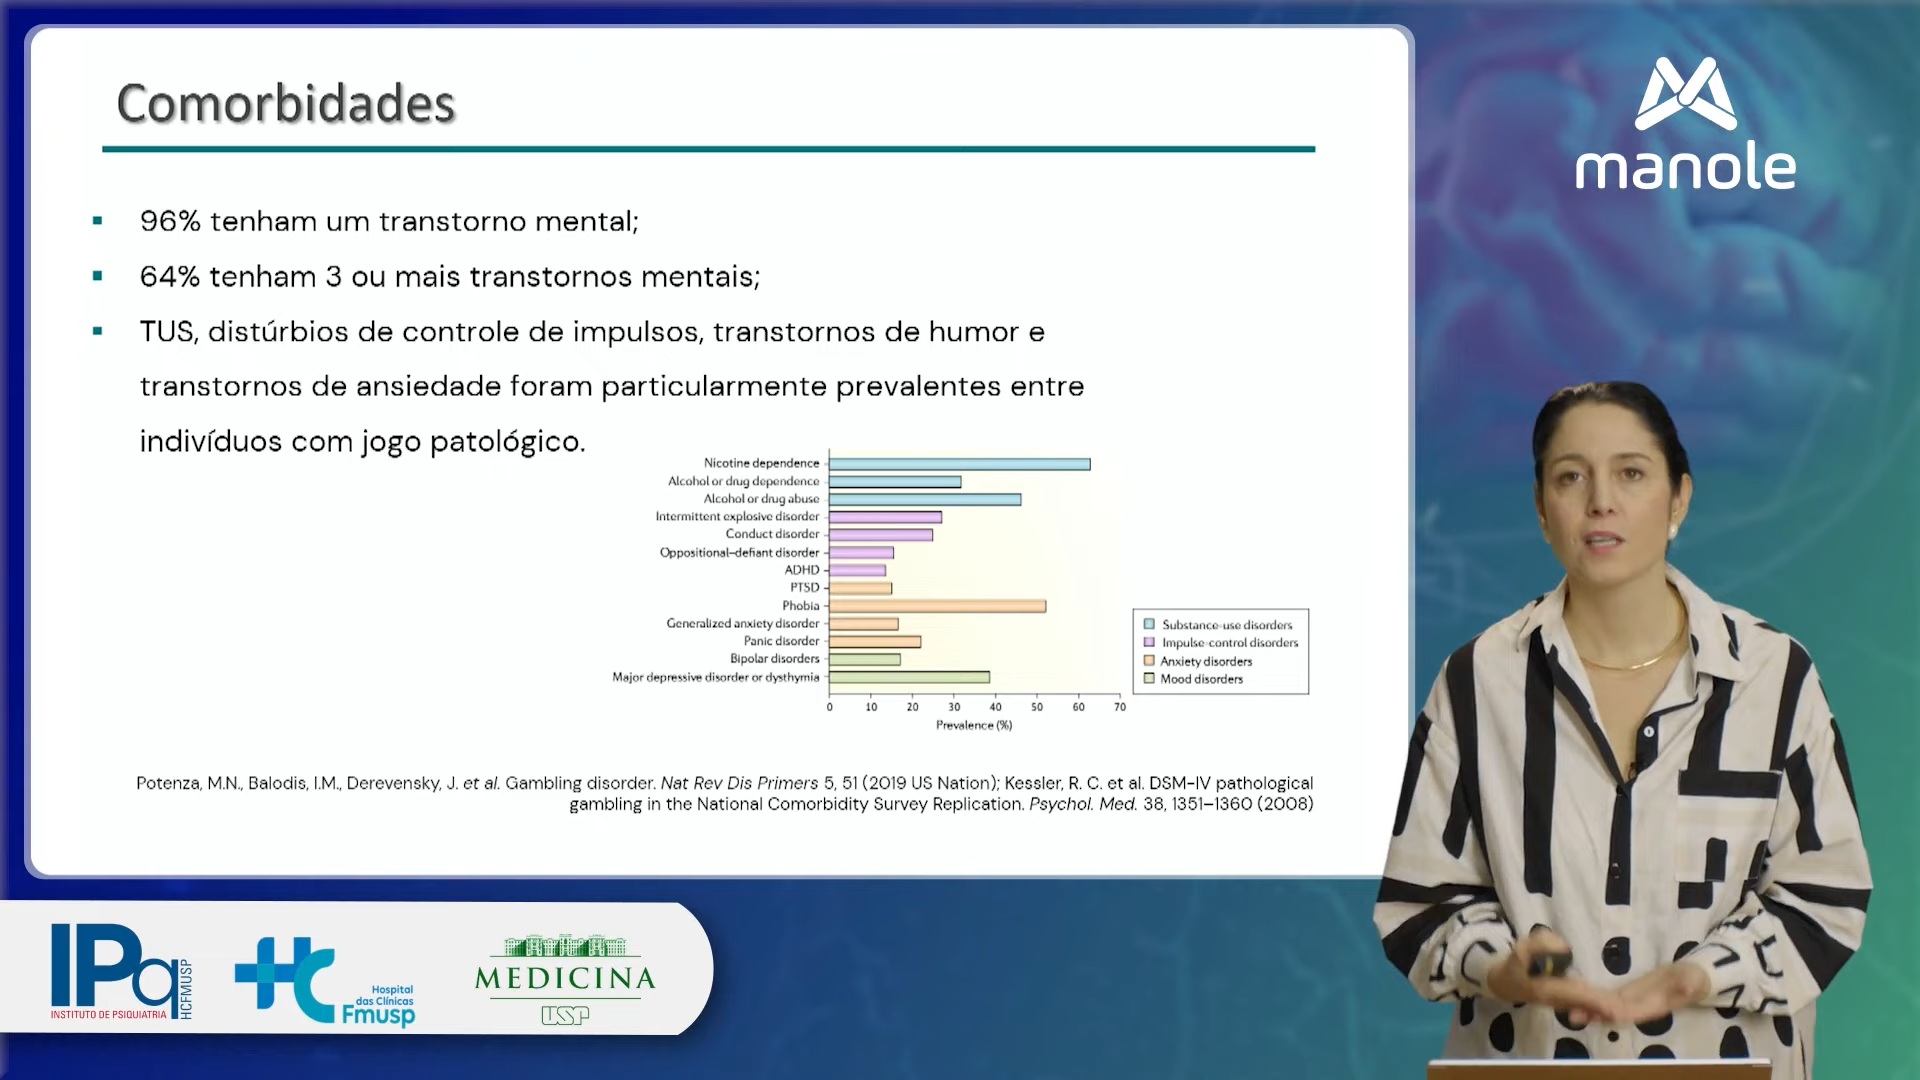 Comorbidades
manole
96% tenham um transtorno mental;
64% tenham 3 ou mais transtornos mentais;
TUS, distúrbios de controle de impulsos, transtornos de humor e
transtornos de ansiedade foram particularmente prevalentes entre
indivíduos com jogo patológico.
Nicotine dependence
Alcohol or drug dependence
Alcohol or drug abuse
Intermittent explosive disorder
Conduct disorder
Oppositional-defiant disorder
ADHD
PTSD
Phobia
Generalized anxiety disorder
Panic disorder
Bipolar disorders
Major depressive disorder or dysthymia
0 10 20 30 40 50 60 70
Prevalence (%)
Substance-use disorders
Impulse-control disorders
Anxiety disorders
Mood disorders
Potenza, M.N., Balodis, I.M., Derevensky, J. et al. Gambling disorder. Nat Rev Dis Primers 5, 51 (2019 US Nation); Kessler, R. C. et al. DSM-IV pathological
gambling in the National Comorbidity Survey Replication. Psychol. Med. 38, 1351–1360 (2008)
IPq
HCFMUSP
INSTITUTO DE PSIQUIATRIA
HC
Hospital
das Clínicas
Fmusp
MEDICINA
USP